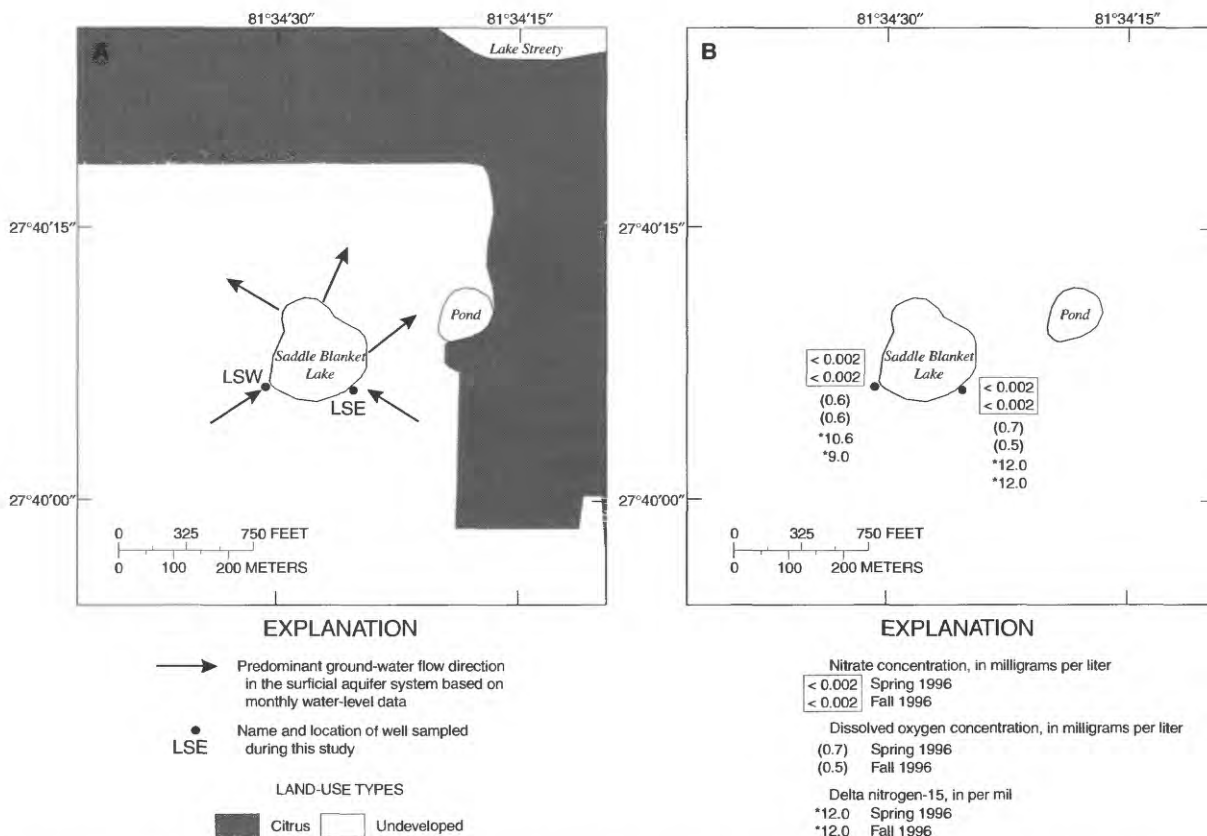 81°34'30"
81°34'15"
A
Lake Streety
27°40'15"
Pond
Saddle Blanket
Lake
LSW
LSE
27°40'00"
0 325 750 FEET
0 100 200 METERS
EXPLANATION
Predominant ground-water flow direction
in the surficial aquifer system based on
monthly water-level data
Name and location of well sampled
LSE
during this study
LAND-USE TYPES
Citrus
Undeveloped
81°34'30"
81°34'15"
B
27°40'15"
Pond
Saddle Blanket
Lake
< 0.002
< 0.002
(0.6)
(0.6)
*10.6
*9.0
< 0.002
< 0.002
(0.7)
(0.5)
*12.0
*12.0
27°40'00"
0 325 750 FEET
0 100 200 METERS
EXPLANATION
Nitrate concentration, in milligrams per liter
< 0.002 Spring 1996
< 0.002 Fall 1996
Dissolved oxygen concentration, in milligrams per liter
(0.7) Spring 1996
(0.5) Fall 1996
Delta nitrogen-15, in per mil
*12.0 Spring 1996
*12.0 Fall 1996